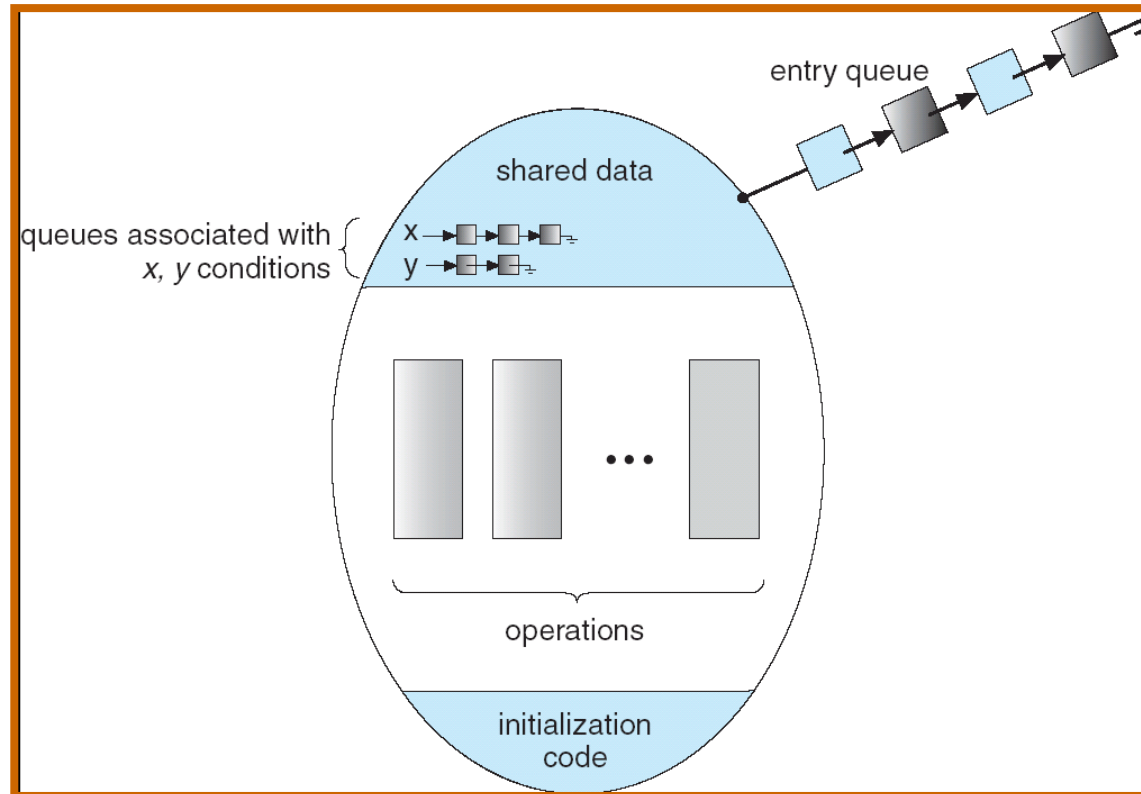 entry queue
shared data
queues associated with
x, y conditions
x
y
...
operations
initialization
code